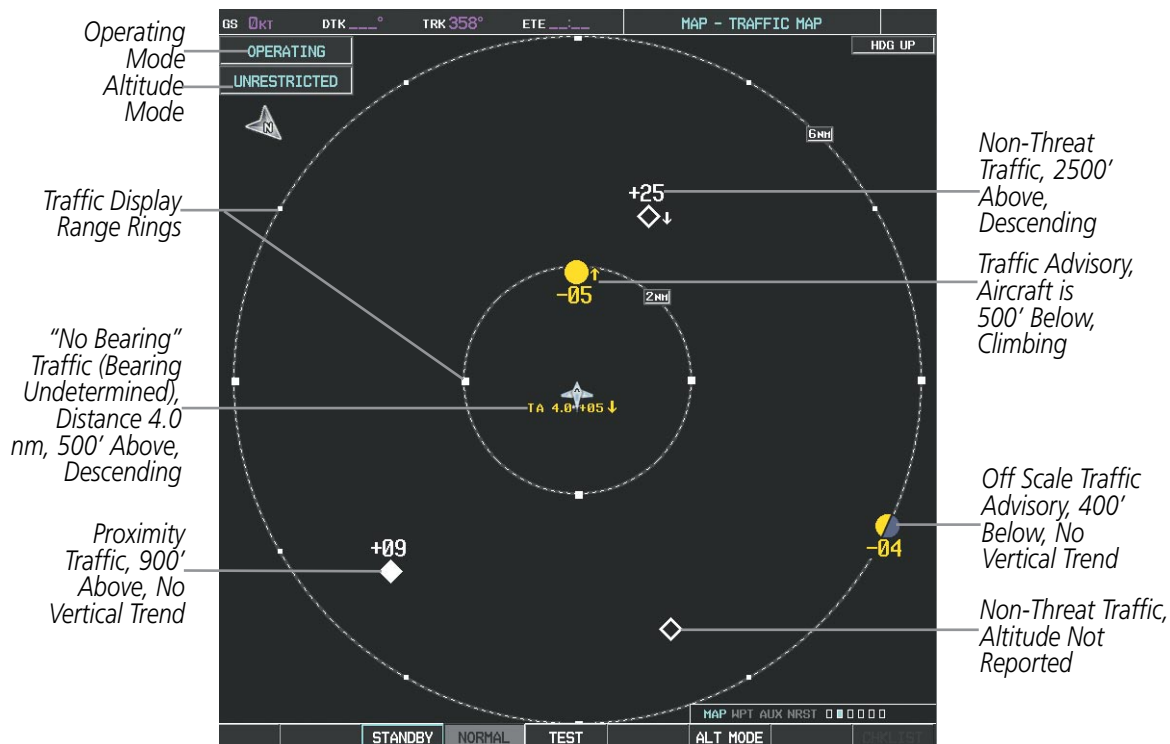 GS 0KT DTK ___° TRK 358° ETE __:__ MAP – TRAFFIC MAP
Operating
Mode
Altitude
Mode
OPERATING
UNRESTRICTED
HDG UP
N
6NM
Traffic Display
Range Rings
+25
Non-Threat
Traffic, 2500’
Above,
Descending
-05
2NM
Traffic Advisory,
Aircraft is
500’ Below,
Climbing
“No Bearing”
Traffic (Bearing
Undetermined),
Distance 4.0
nm, 500’ Above,
Descending
TA 4.0 +05
Off Scale Traffic
Advisory, 400’
Below, No
Vertical Trend
-04
Proximity
Traffic, 900’
Above, No
Vertical Trend
+09
Non-Threat Traffic,
Altitude Not
Reported
MAP WPT AUX NRST
STANDBY NORMAL TEST ALT MODE CHKLIST